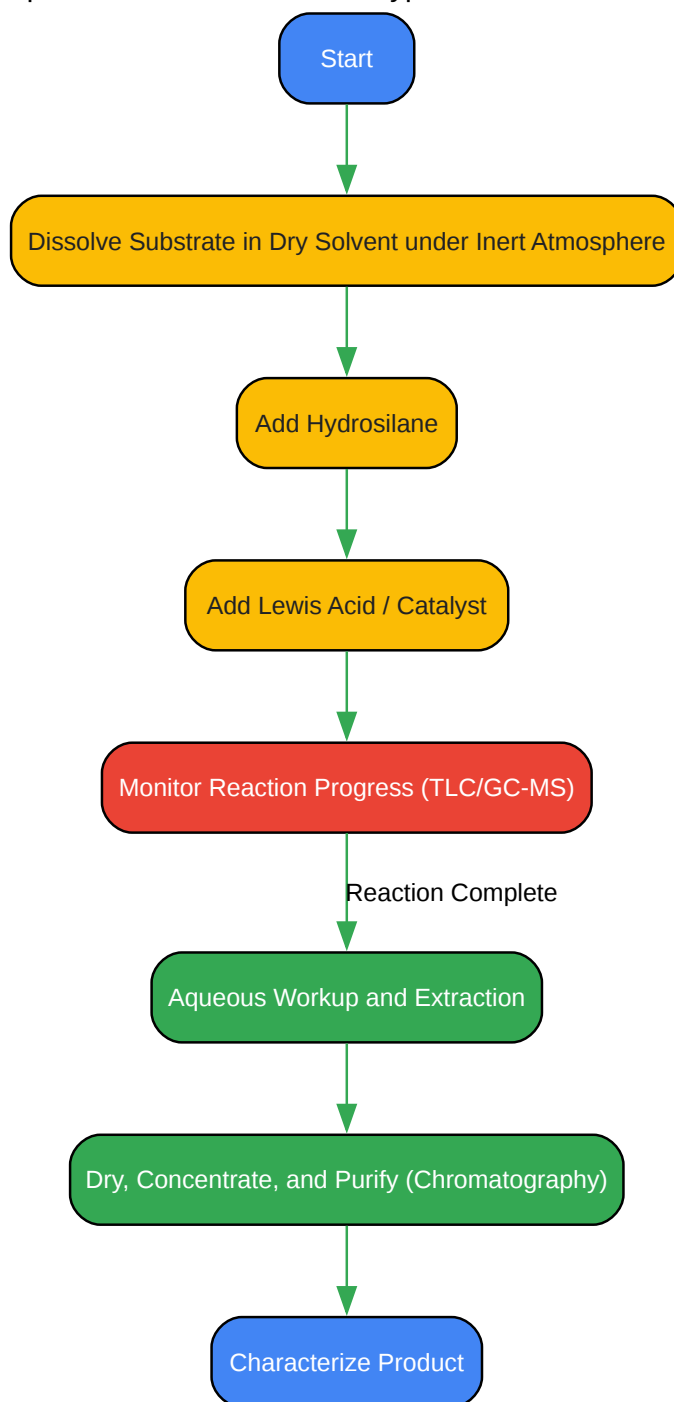 Start
Dissolve Substrate in Dry Solvent under Inert Atmosphere
Add Hydrosilane
Add Lewis Acid / Catalyst
Monitor Reaction Progress (TLC/GC-MS)
Reaction Complete
Aqueous Workup and Extraction
Dry, Concentrate, and Purify (Chromatography)
Characterize Product